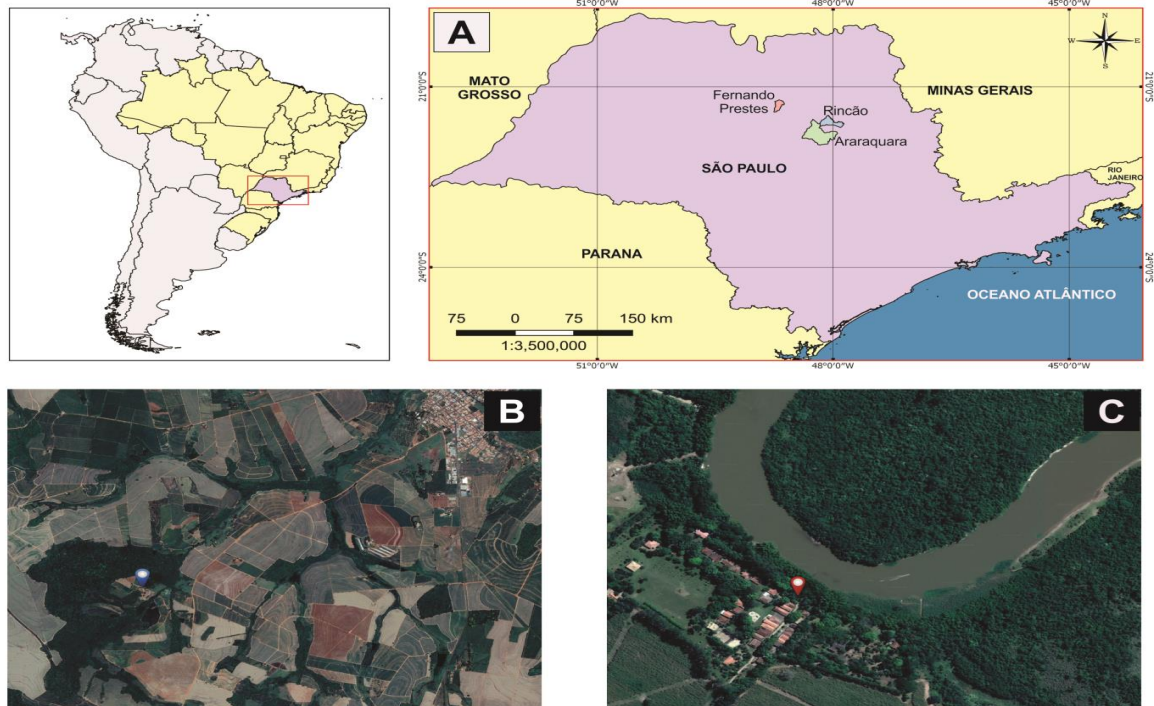 51°0'0"W
48°0'0"W
45°0'0"W
A
N
W
E
S
MATO
GROSSO
21°0'0"S
21°0'0"S
Fernando
Prestes
Rincão
Araraquara
MINAS GERAIS
SÃO PAULO
RIO
JANEIRO
PARANA
24°0'0"S
24°0'0"S
OCEANO ATLÂNTICO
75
0
75
150 km
1:3,500,000
51°0'0"W
48°0'0"W
45°0'0"W
B
C